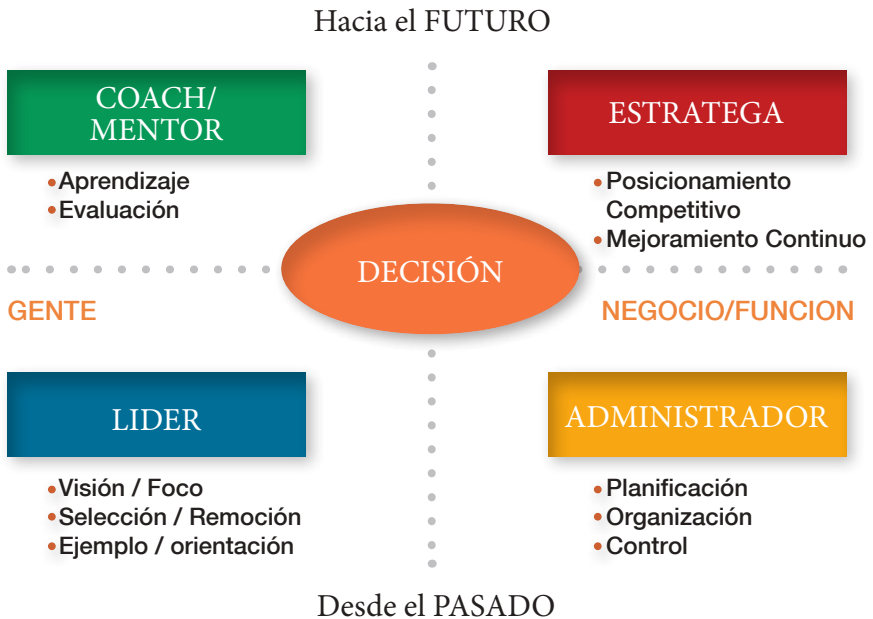 Hacia el FUTURO
COACH/
MENTOR
• Aprendizaje
• Evaluación
ESTRATEGA
• Posicionamiento
Competitivo
• Mejoramiento Continuo
DECISIÓN
GENTE
NEGOCIO/FUNCION
LIDER
• Visión / Foco
• Selección / Remoción
• Ejemplo / orientación
ADMINISTRADOR
• Planificación
• Organización
• Control
Desde el PASADO